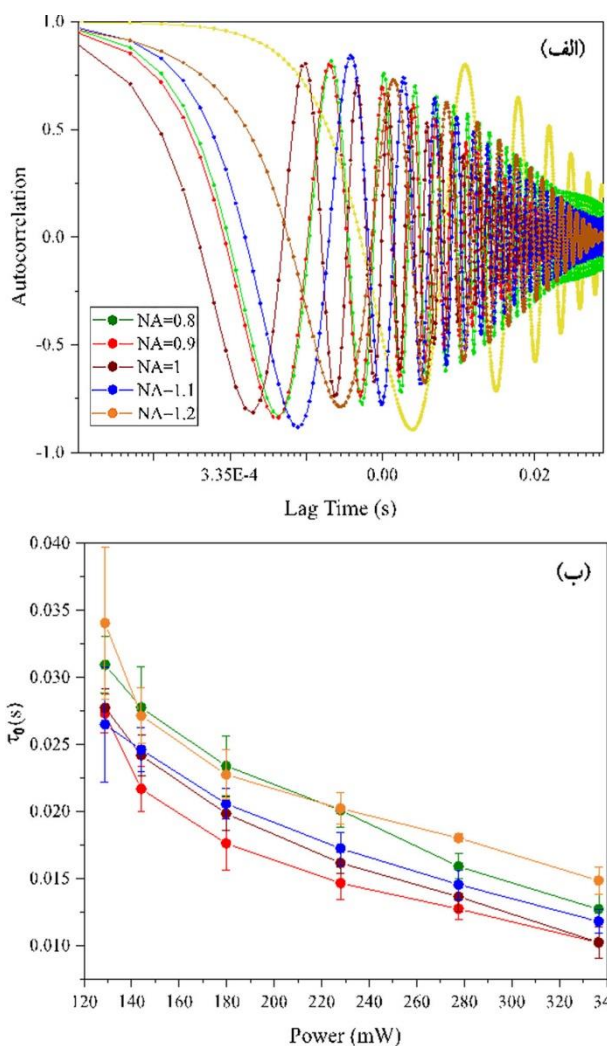 1.0
(الف)
0.5
0.0
-0.5
-1.0
Autocorrelation
NA=0.8
NA=0.9
NA=1
NA=1.1
NA=1.2
3.35E-4 0.00 0.02
Lag Time (s)
0.040
(ب)
0.035
0.030
0.025
0.020
0.015
0.010
τ₀(s)
120 140 160 180 200 220 240 260 280 300 320 34
Power (mW)